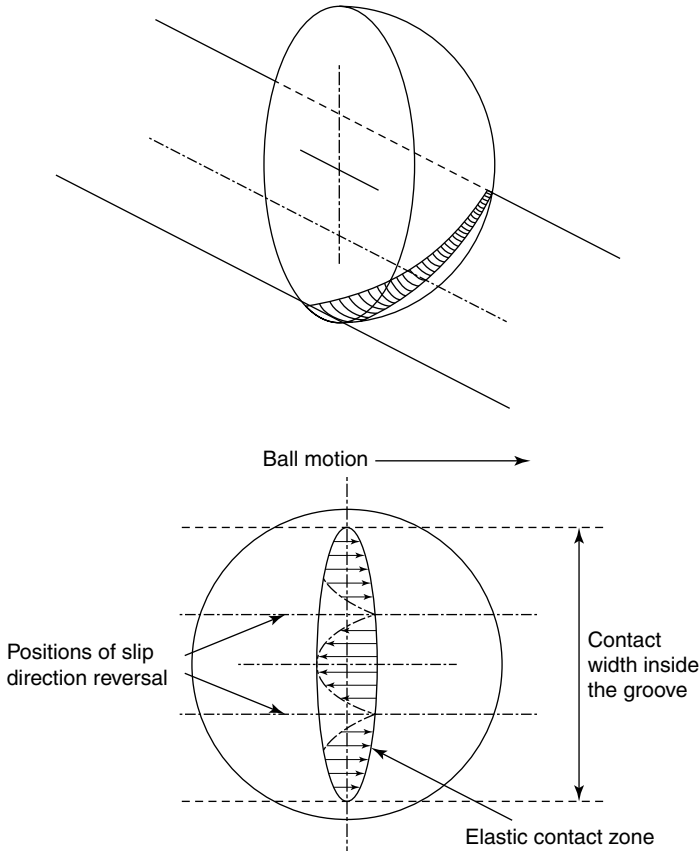 Ball motion
Positions of slip
direction reversal
Contact
width inside
the groove
Elastic contact zone